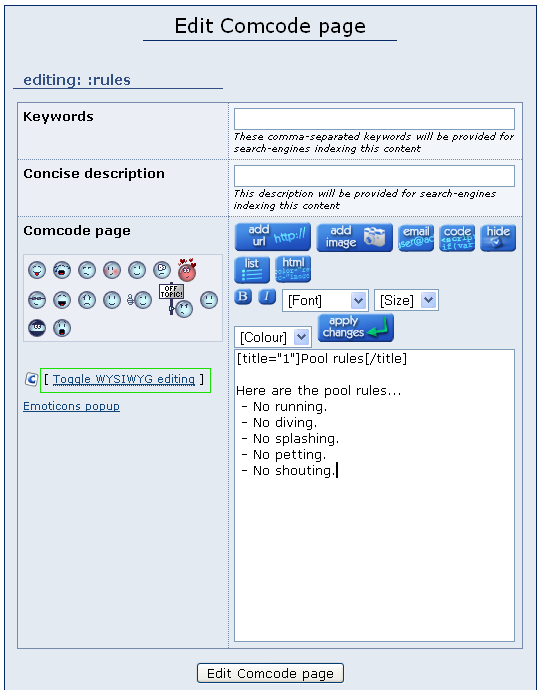 Edit Comcode page
editing: :rules
Keywords
These comma-separated keywords will be provided for
search-engines indexing this content
Concise description
This description will be provided for search-engines
indexing this content
Comcode page
add url http://
add image
email
code
hide
list
html
B I [Font] [Size]
[Colour] apply changes
OFF TOPIC!
[ Toggle WYSIWYG editing ]
Emoticons popup
[title="1"]Pool rules[/title]
Here are the pool rules...
- No running.
- No diving.
- No splashing.
- No petting.
- No shouting.
Edit Comcode page